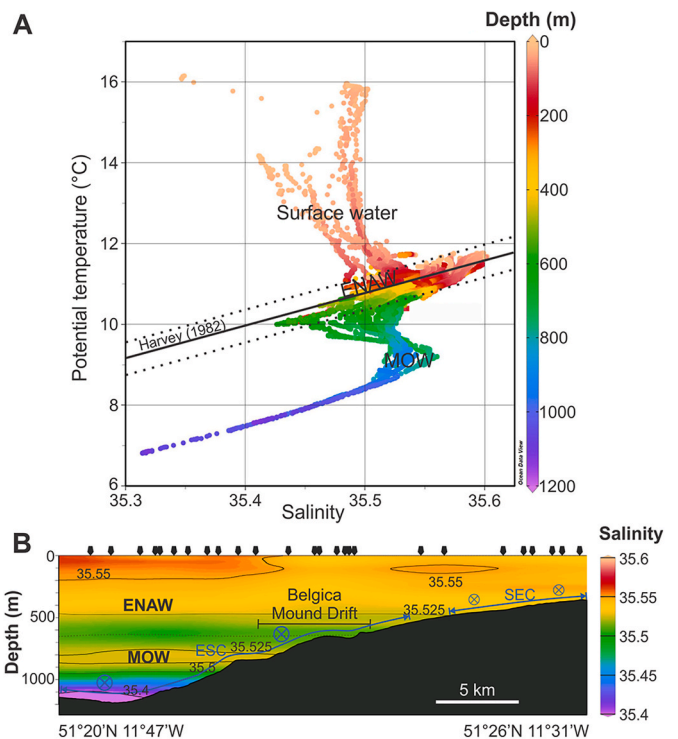 A
Depth (m)
0
200
400
600
800
1000
1200
Potential temperature (°C)
16
14
12
10
8
6
Surface water
ENAW
Harvey (1982)
MOW
Ocean Data View
35.3
35.4
35.5
35.6
Salinity
B
Salinity
0
500
1000
Depth (m)
35.55
35.55
ENAW
Belgica
Mound Drift
35.525
SEC
ESC
35.525
MOW
35.5
35.4
5 km
35.6
35.55
35.5
35.45
35.4
51°20'N 11°47'W
51°26'N 11°31'W